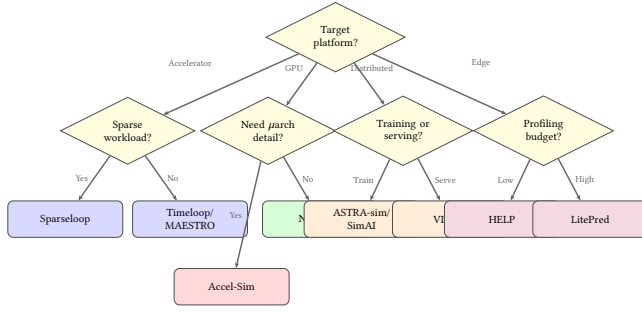 Target
platform?
Accelerator
GPU
Distributed
Edge
Sparse
workload?
Need μarch
detail?
Training or
serving?
Profiling
budget?
Yes
No
No
Train
Serve
Low
High
Sparseloop
Timeloop/
MAESTRO
Yes
N
ASTRA-sim/
SimAI
VI
HELP
LitePred
Accel-Sim